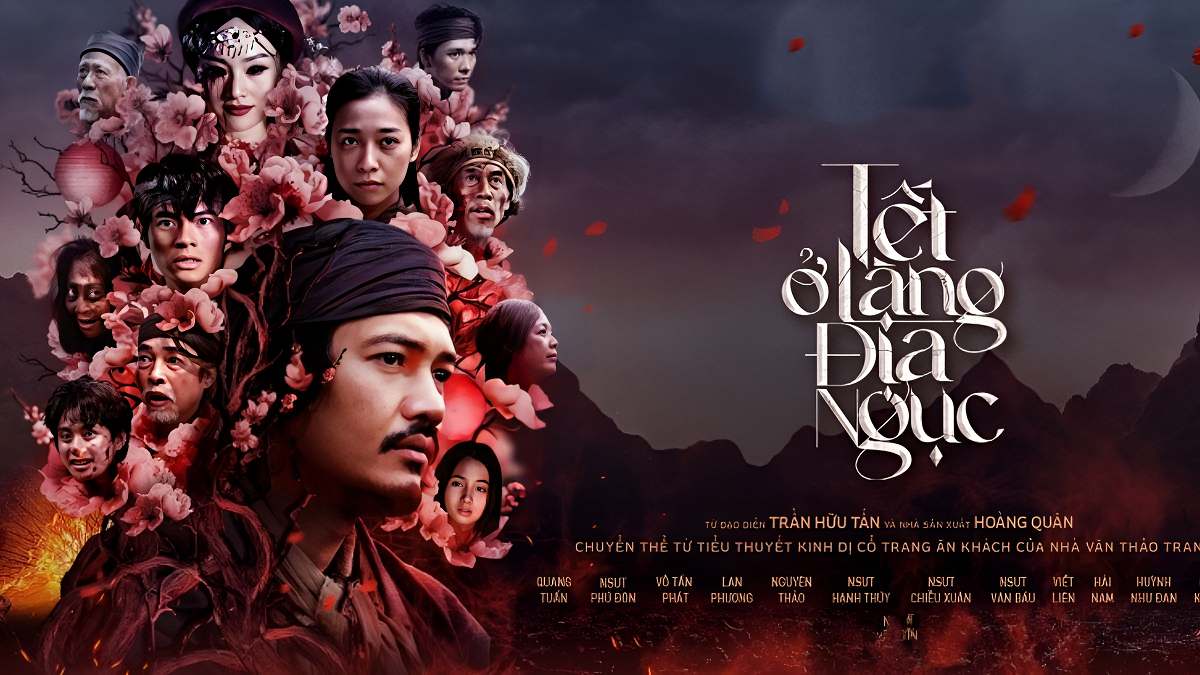 Tết
ở Làng
Địa
Ngục
TỪ ĐẠO DIỄN TRẦN HỮU TẤN VÀ NHÀ SẢN XUẤT HOÀNG QUÂN
CHUYỂN THỂ TỪ TIỂU THUYẾT KINH DỊ CỔ TRANG ĂN KHÁCH CỦA NHÀ VĂN THẢO TRAN
QUANG TUẤN NSƯT PHÚ ĐÔN VÕ TẤN PHÁT LAN PHƯƠNG NGUYÊN THẢO NSƯT HẠNH THÚY NSƯT CHIỀU XUÂN NSƯT VĂN BÁU VIẾT LIÊN HẢI NAM HUỲNH NHƯ ĐAN